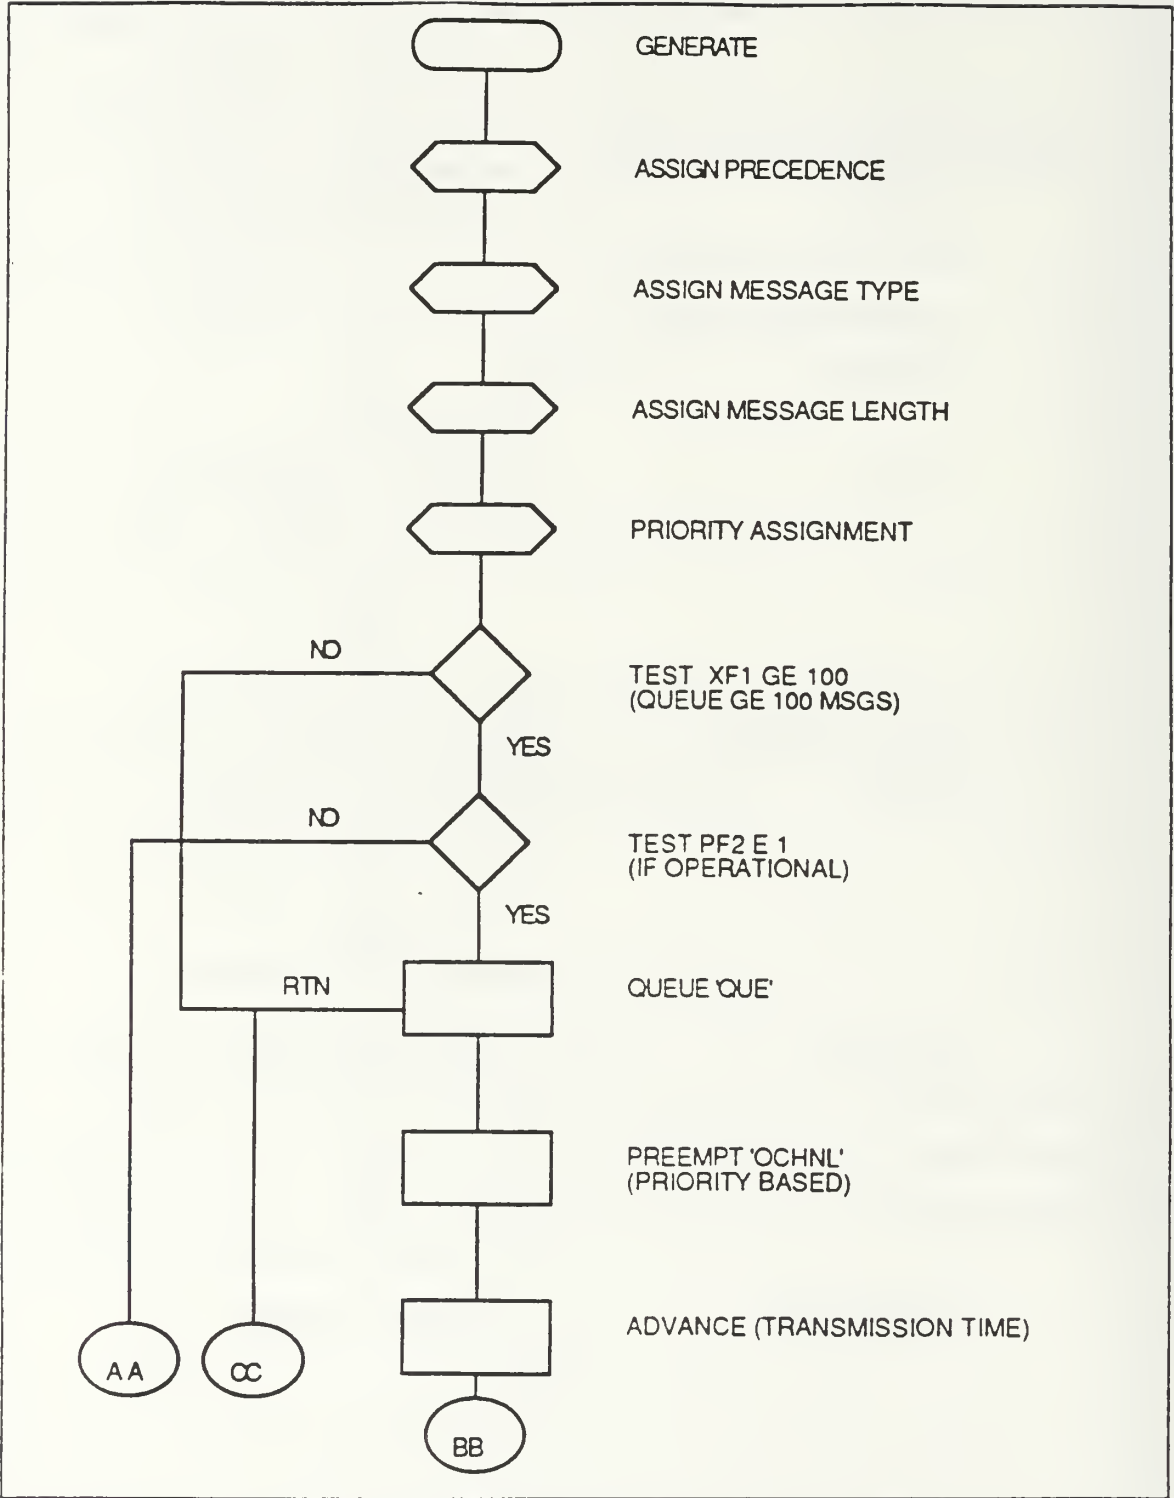 GENERATE
ASSIGN PRECEDENCE
ASSIGN MESSAGE TYPE
ASSIGN MESSAGE LENGTH
PRIORITY ASSIGNMENT
NO
TEST XF1 GE 100
(QUEUE GE 100 MSGS)
YES
NO
TEST PF2 E 1
(IF OPERATIONAL)
YES
RTN
QUEUE 'QUE'
PREEMPT 'OCHNL'
(PRIORITY BASED)
ADVANCE (TRANSMISSION TIME)
AA
CC
BB